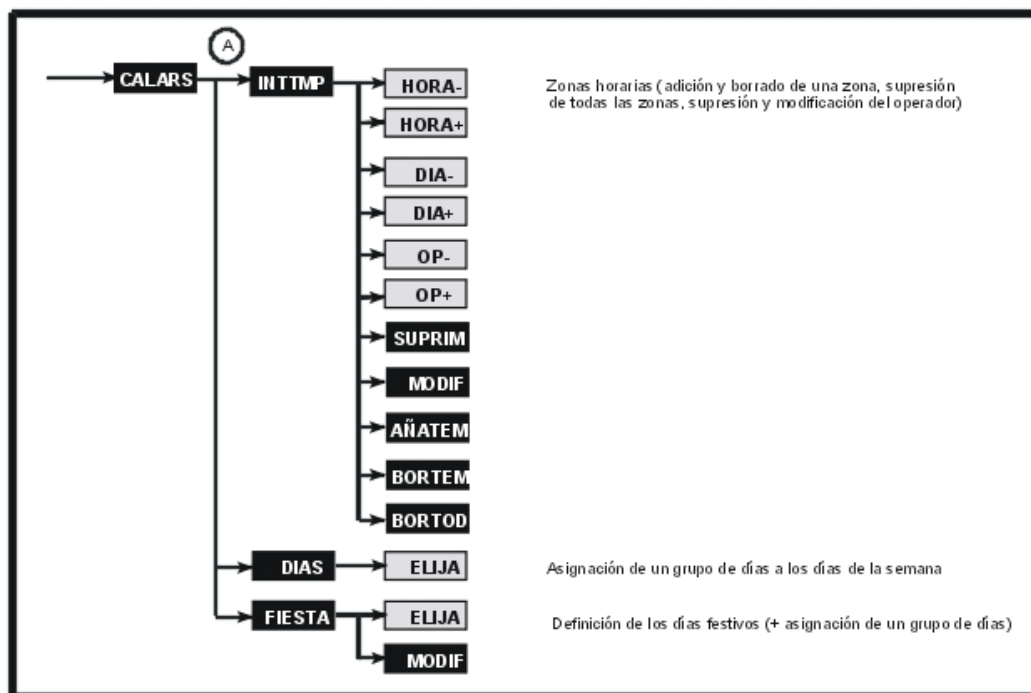 A
CALARS
INTTMP
HORA-
Zonas horarias (adición y borrado de una zona, supresión
de todas las zonas, supresión y modificación del operador)
HORA+
DIA-
DIA+
OP-
OP+
SUPRIM
MODIF
AÑATEM
BORTEM
BORTOD
DIAS
ELIJA
Asignación de un grupo de días a los días de la semana
FIESTA
ELIJA
Definición de los días festivos (+ asignación de un grupo de días)
MODIF